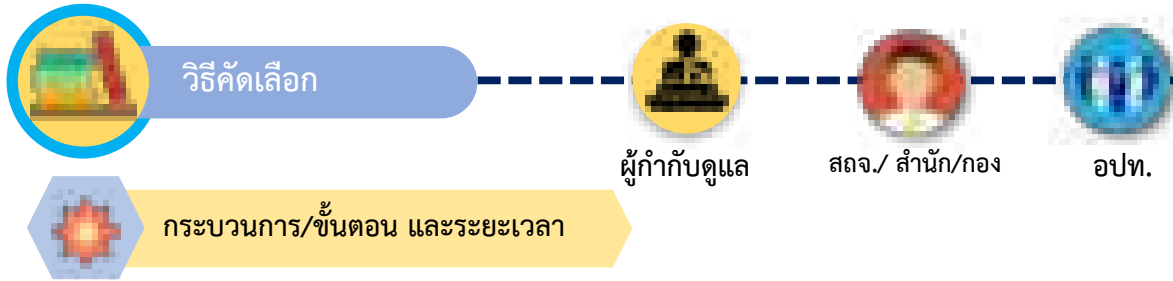 วิธีคัดเลือก
ผู้กำกับดูแล
สถจ./ สำนัก/กอง
อปท.
กระบวนการ/ขั้นตอน และระยะเวลา